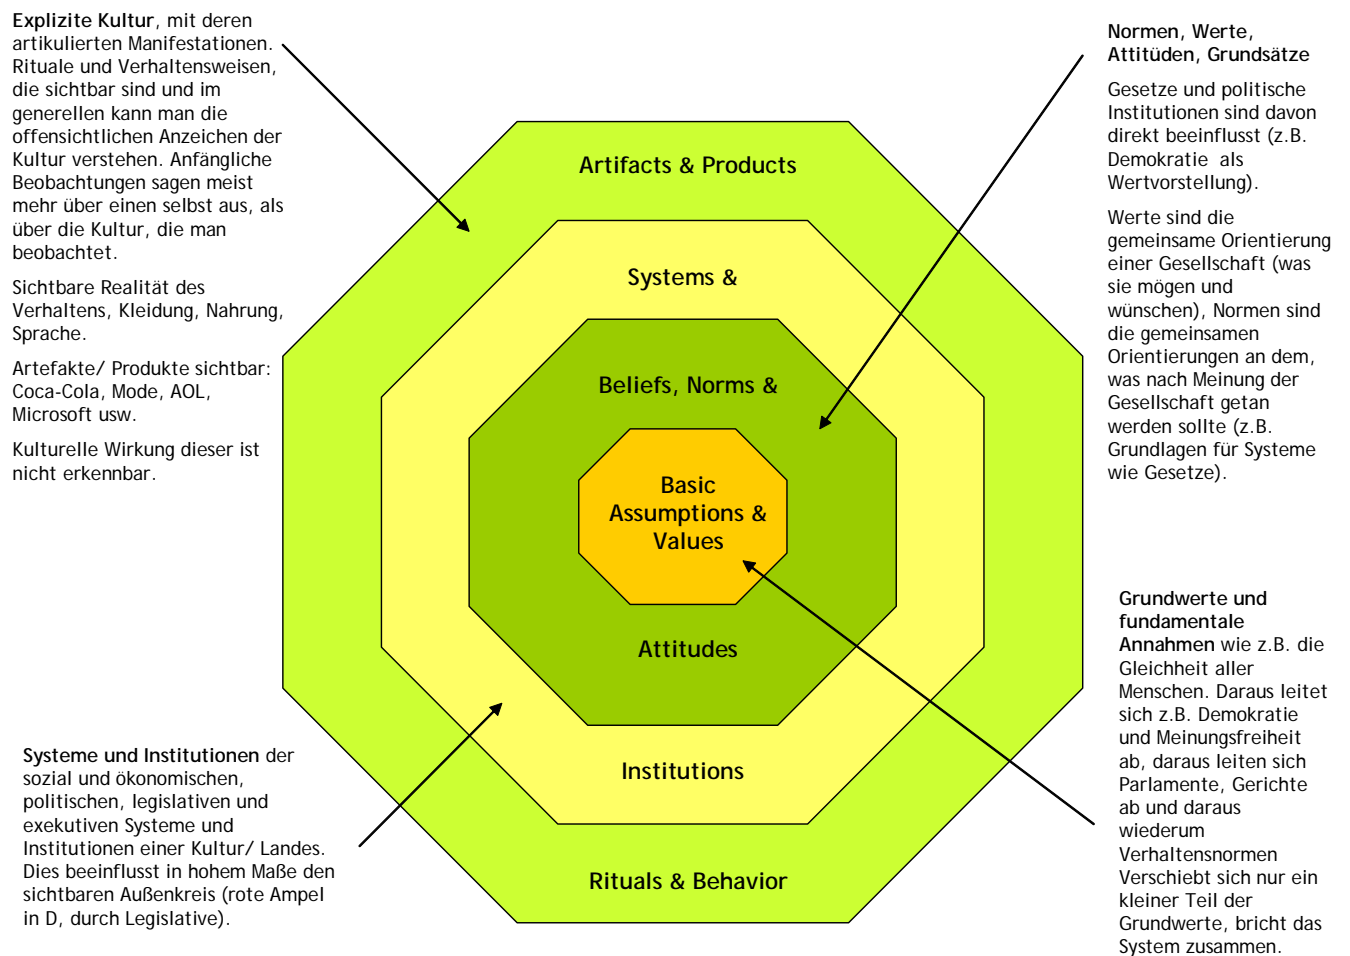 Explizite Kultur, mit deren
artikulierten Manifestationen.
Rituale und Verhaltensweisen,
die sichtbar sind und im
generellen kann man die
offensichtlichen Anzeichen der
Kultur verstehen. Anfängliche
Beobachtungen sagen meist
mehr über einen selbst aus, als
über die Kultur, die man
beobachtet.
Sichtbare Realität des
Verhaltens, Kleidung, Nahrung,
Sprache.
Artefakte/ Produkte sichtbar:
Coca-Cola, Mode, AOL,
Microsoft usw.
Kulturelle Wirkung dieser ist
nicht erkennbar.
Normen, Werte,
Attitüden, Grundsätze
Gesetze und politische
Institutionen sind davon
direkt beeinflusst (z.B.
Demokratie als
Wertvorstellung).
Werte sind die
gemeinsame Orientierung
einer Gesellschaft (was
sie mögen und
wünschen), Normen sind
die gemeinsamen
Orientierungen an dem,
was nach Meinung der
Gesellschaft getan
werden sollte (z.B.
Grundlagen für Systeme
wie Gesetze).
Artifacts & Products
Systems &
Beliefs, Norms &
Basic
Assumptions &
Values
Attitudes
Institutions
Rituals & Behavior
Systeme und Institutionen der
sozial und ökonomischen,
politischen, legislativen und
exekutiven Systeme und
Institutionen einer Kultur/ Landes.
Dies beeinflusst in hohem Maße den
sichtbaren Außenkreis (rote Ampel
in D, durch Legislative).
Grundwerte und
fundamentale
Annahmen wie z.B. die
Gleichheit aller
Menschen. Daraus leitet
sich z.B. Demokratie
und Meinungsfreiheit
ab, daraus leiten sich
Parlamente, Gerichte
ab und daraus
wiederum
Verhaltensnormen
Verschiebt sich nur ein
kleiner Teil der
Grundwerte, bricht das
System zusammen.